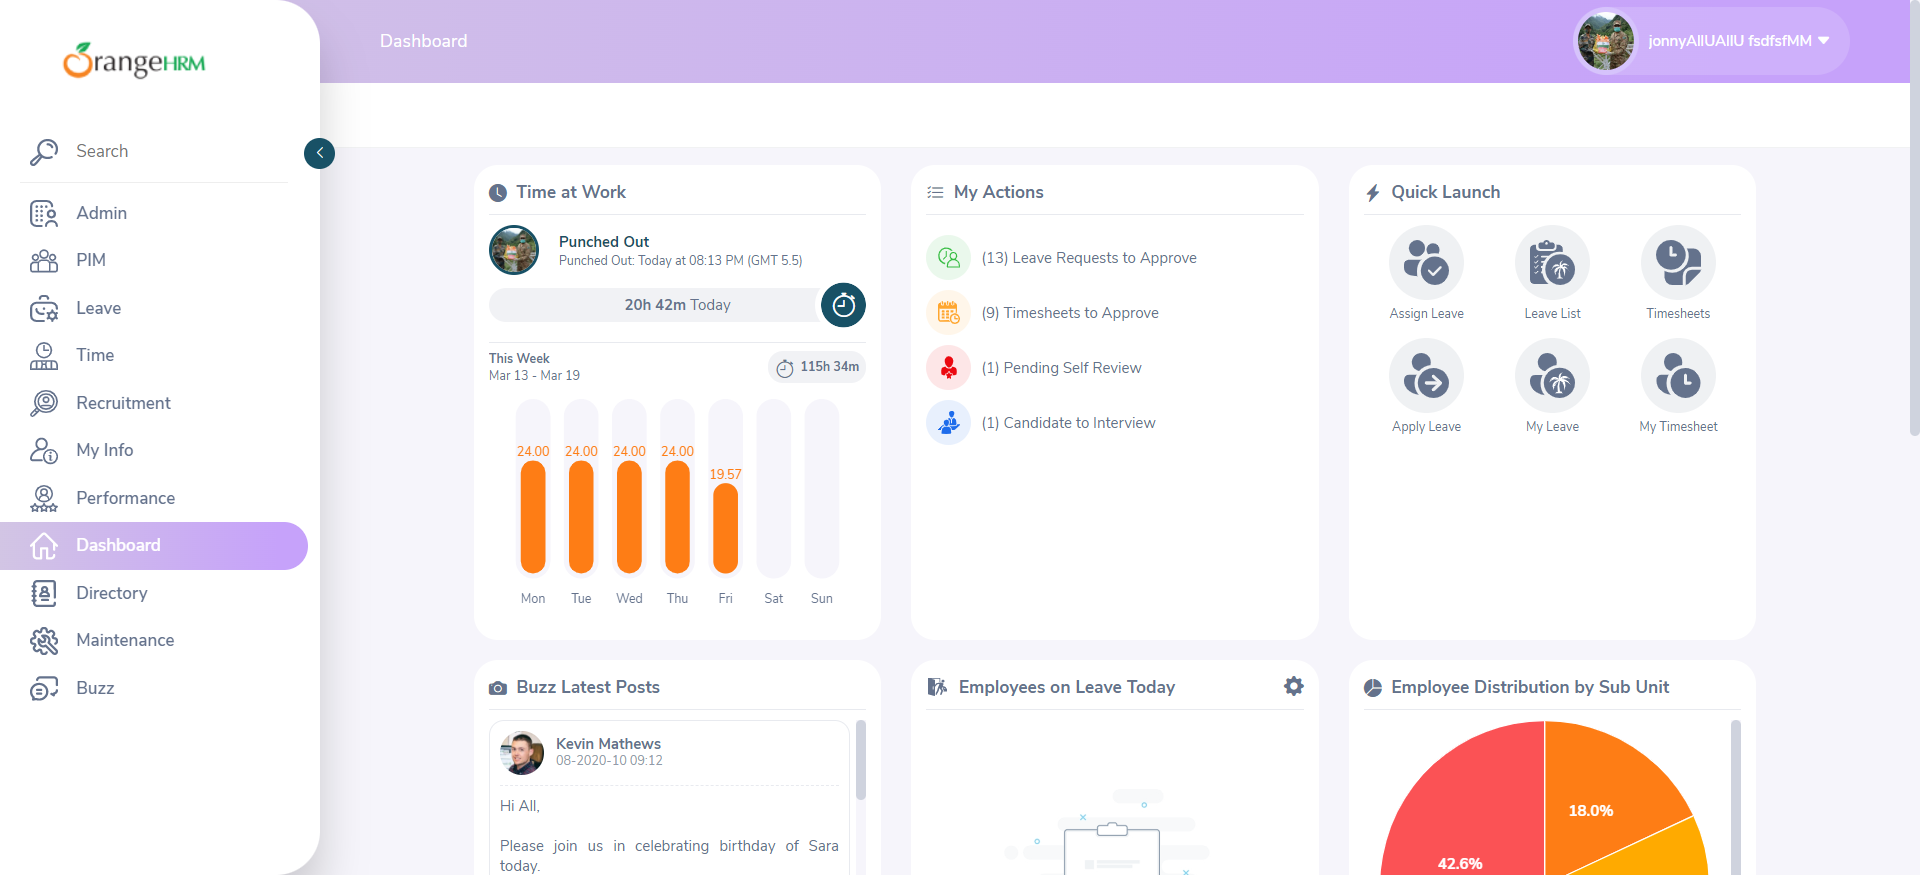 OrangeHRM
Search
Admin
PIM
Leave
Time
Recruitment
My Info
Performance
Dashboard
Directory
Maintenance
Buzz
Dashboard
jonnyAllUAllU fsdfsfMM
Time at Work
Punched Out
Punched Out: Today at 08:13 PM (GMT 5.5)
20h 42m Today
This Week
Mar 13 - Mar 19
115h 34m
24.00 24.00 24.00 24.00 19.57
Mon Tue Wed Thu Fri Sat Sun
My Actions
(13) Leave Requests to Approve
(9) Timesheets to Approve
(1) Pending Self Review
(1) Candidate to Interview
Quick Launch
Assign Leave Leave List Timesheets
Apply Leave My Leave My Timesheet
Buzz Latest Posts
Kevin Mathews
08-2020-10 09:12
Hi All,
Please join us in celebrating birthday of Sara
today.
Employees on Leave Today
Employee Distribution by Sub Unit
18.0%
42.6%